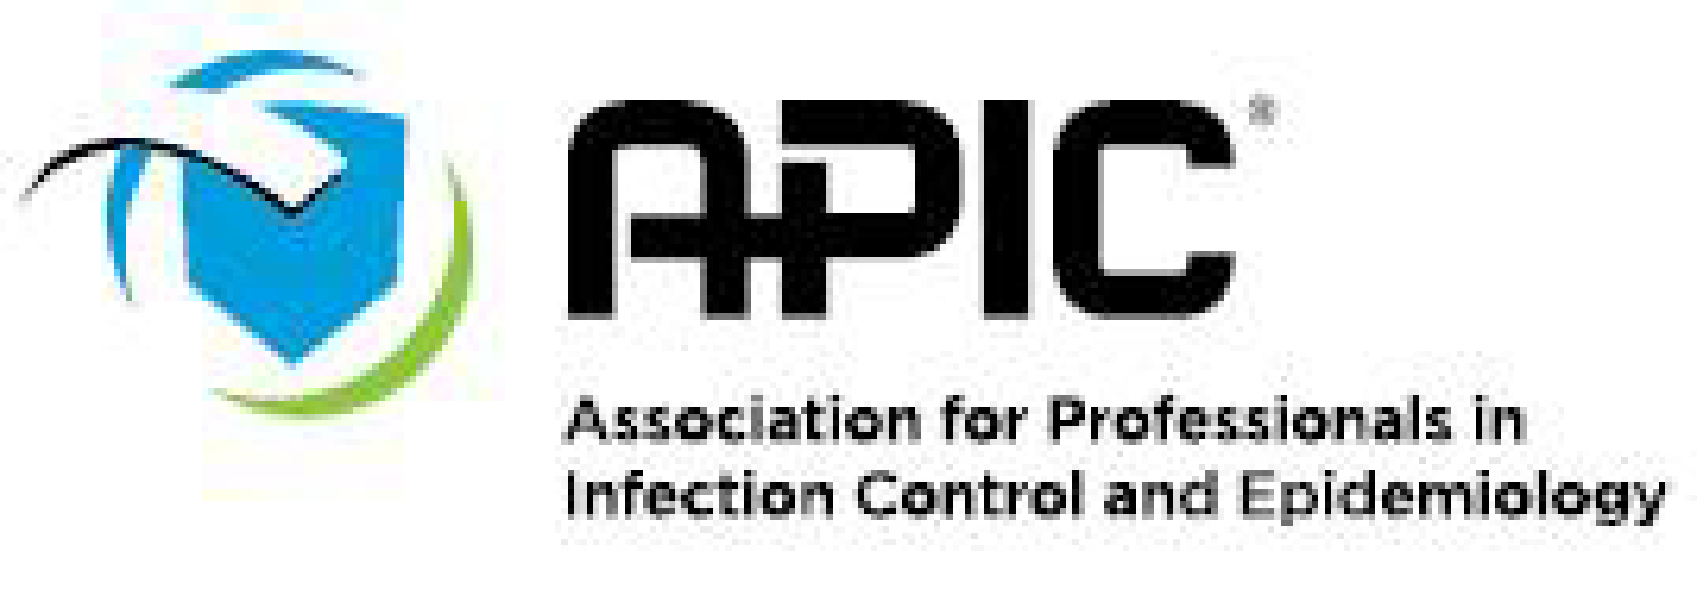 APIC®
Association for Professionals in
Infection Control and Epidemiology